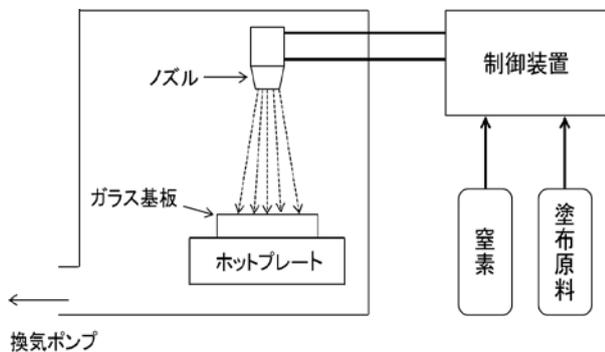 ノズル
制御装置
ガラス基板
ホットプレート
窒素
塗布原料
換気ポンプ